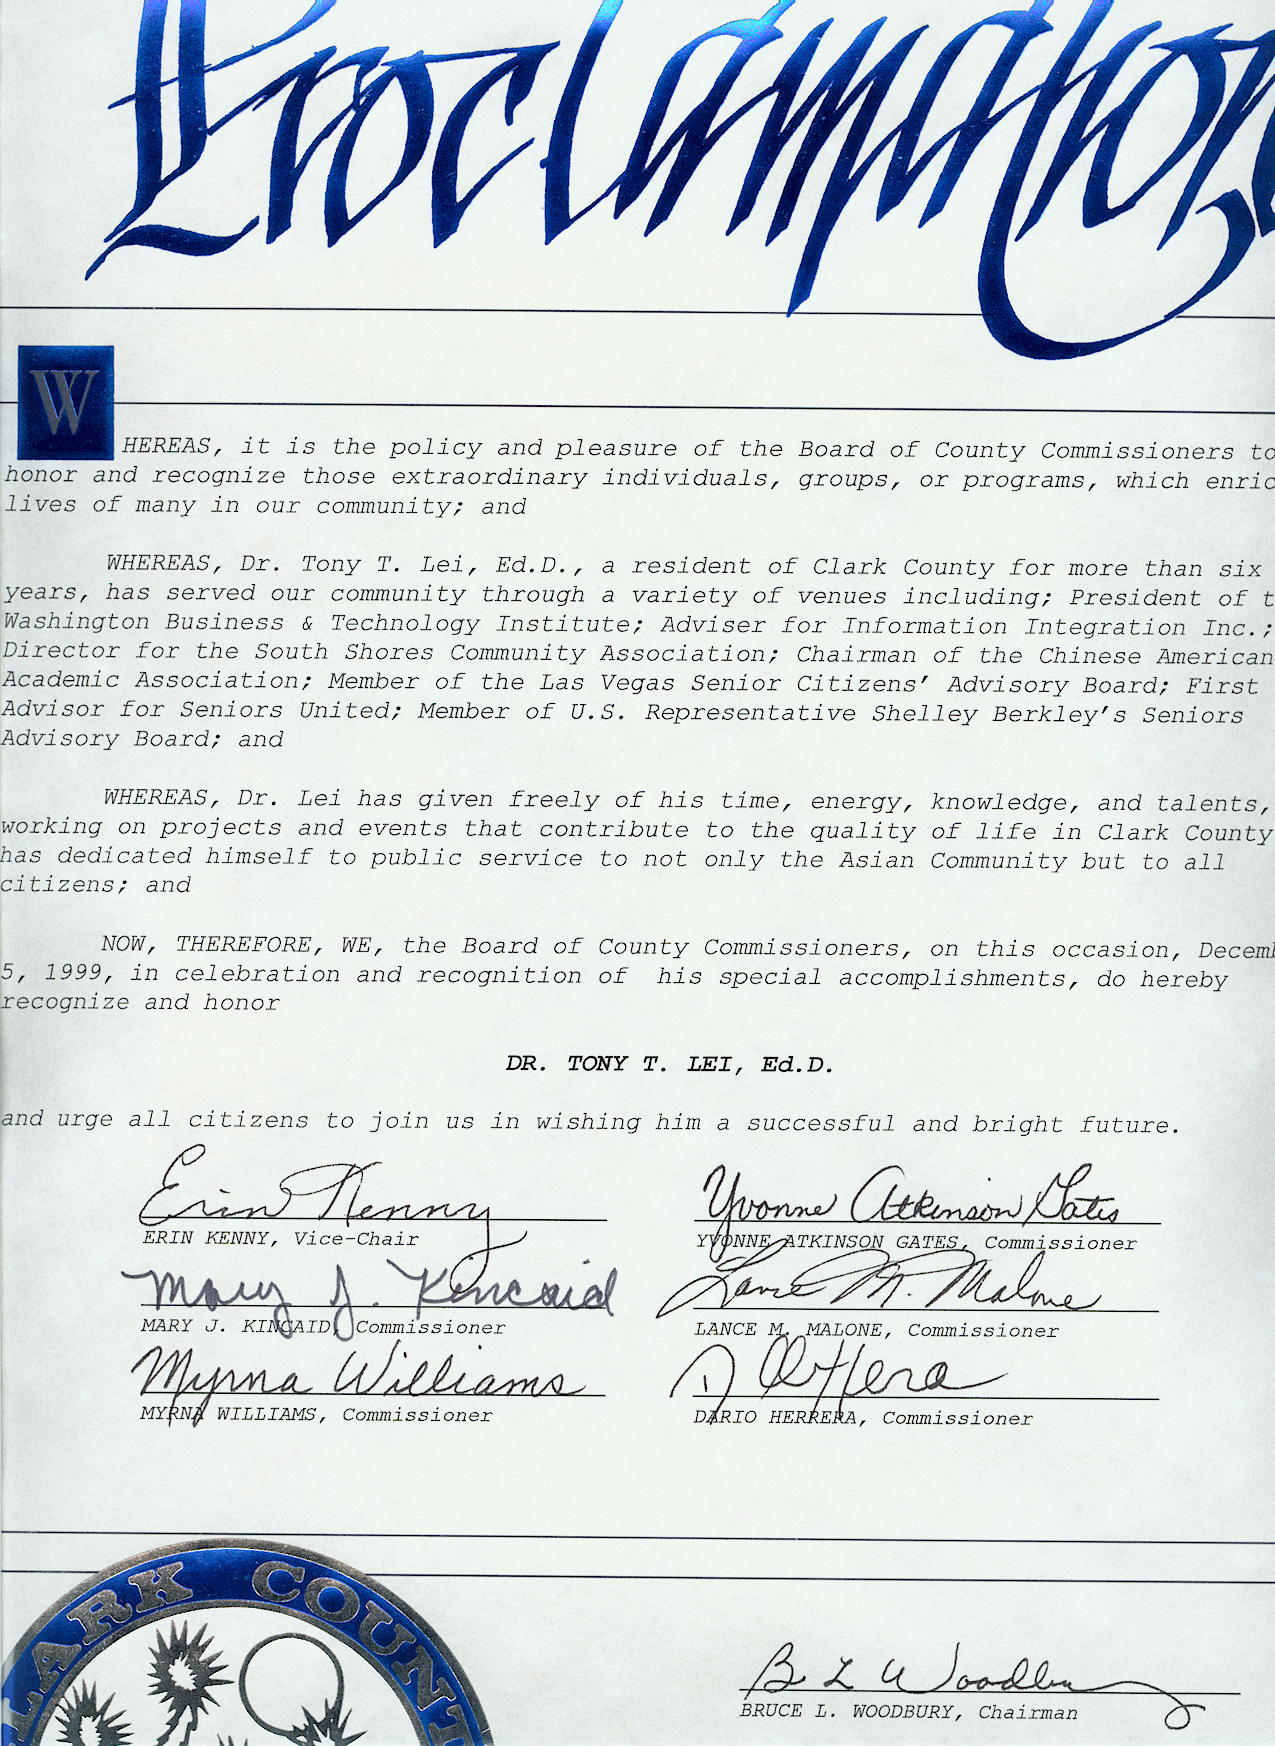 Proclamation
WHEREAS, it is the policy and pleasure of the Board of County Commissioners to
honor and recognize those extraordinary individuals, groups, or programs, which enric
lives of many in our community; and
WHEREAS, Dr. Tony T. Lei, Ed.D., a resident of Clark County for more than six
years, has served our community through a variety of venues including; President of t
Washington Business & Technology Institute; Adviser for Information Integration Inc.;
Director for the South Shores Community Association; Chairman of the Chinese American
Academic Association; Member of the Las Vegas Senior Citizens' Advisory Board; First
Advisor for Seniors United; Member of U.S. Representative Shelley Berkley's Seniors
Advisory Board; and
WHEREAS, Dr. Lei has given freely of his time, energy, knowledge, and talents,
working on projects and events that contribute to the quality of life in Clark County
has dedicated himself to public service to not only the Asian Community but to all
citizens; and
NOW, THEREFORE, WE, the Board of County Commissioners, on this occasion, Decem
5, 1999, in celebration and recognition of his special accomplishments, do hereby
recognize and honor
DR. TONY T. LEI, Ed.D.
and urge all citizens to join us in wishing him a successful and bright future.
Erin Kenny Yvonne Atkinson Gates
ERIN KENNY, Vice-Chair YVONNE ATKINSON GATES, Commissioner
Mary J. Kincaid Lance M. Malone
MARY J. KINCAID, Commissioner LANCE M. MALONE, Commissioner
Myrna Williams
MYRNA WILLIAMS, Commissioner DARIO HERRERA, Commissioner
CLARK COUNT
B L Woodbury
BRUCE L. WOODBURY, Chairman